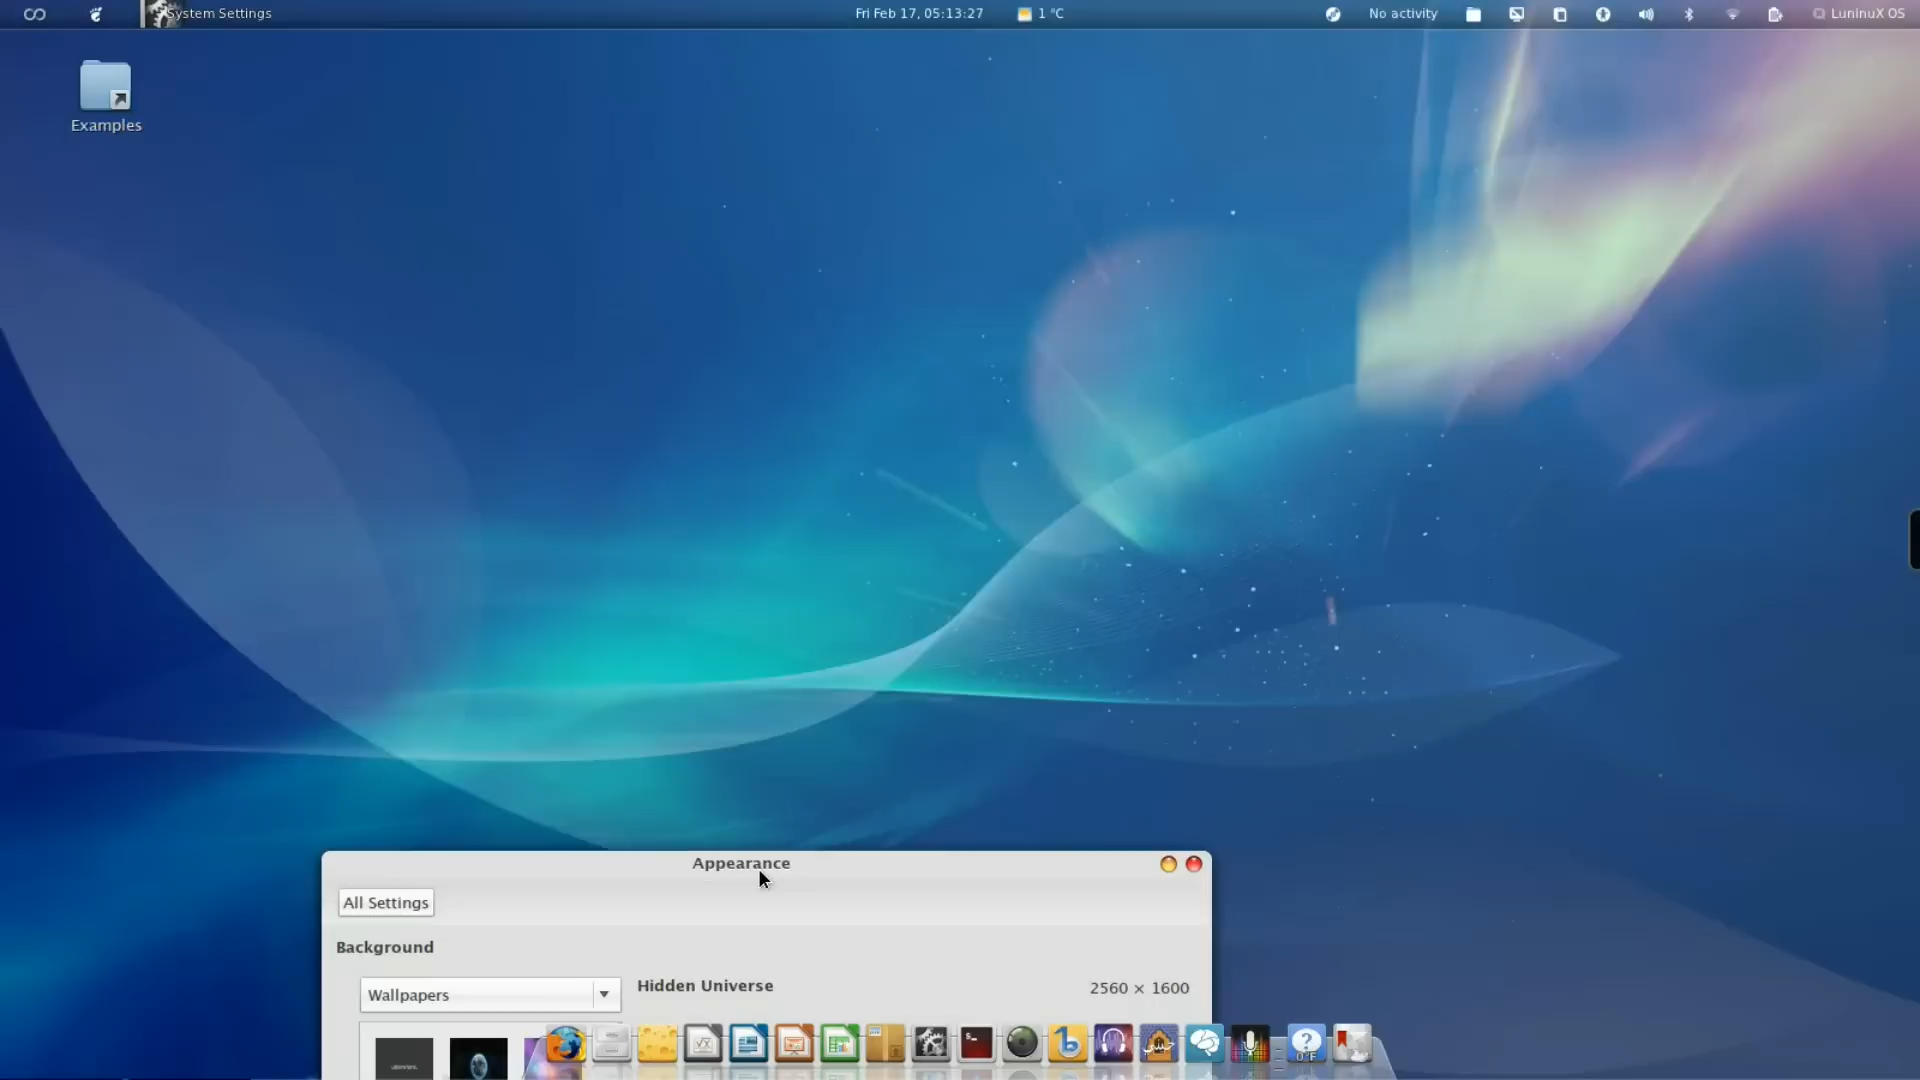 System Settings
Fri Feb 17, 05:13:27
1 °C
No activity
LuninuX OS
Examples
Appearance
All Settings
Background
Wallpapers
Hidden Universe
2560 × 1600
0°F